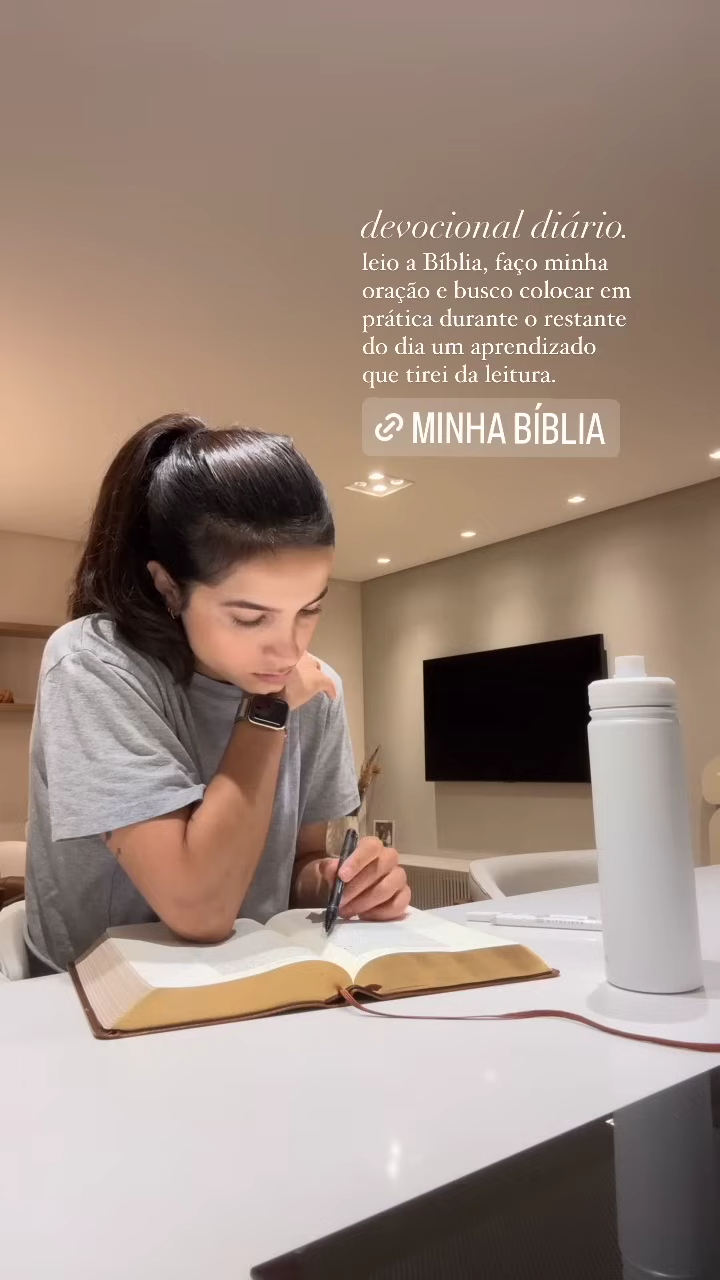 devocional diário.
leio a Bíblia, faço minha
oração e busco colocar em
prática durante o restante
do dia um aprendizado
que tirei da leitura.
MINHA BÍBLIA